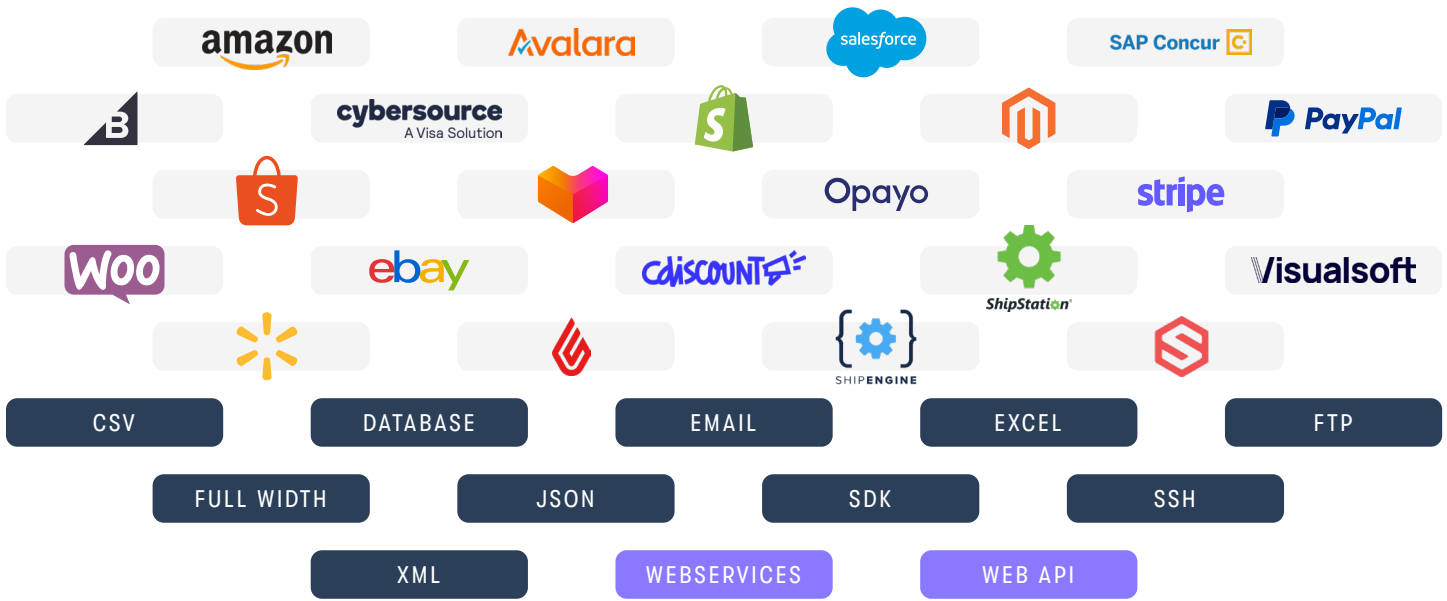 amazon
Avalara
salesforce
SAP Concur C
B
cybersource
A Visa Solution
S
PayPal
S
Opayo
stripe
WOO
ebay
cdiscount
ShipStation®
Visualsoft
{ }
SHIPENGINE
S
CSV
DATABASE
EMAIL
EXCEL
FTP
FULL WIDTH
JSON
SDK
SSH
XML
WEBSERVICES
WEB API